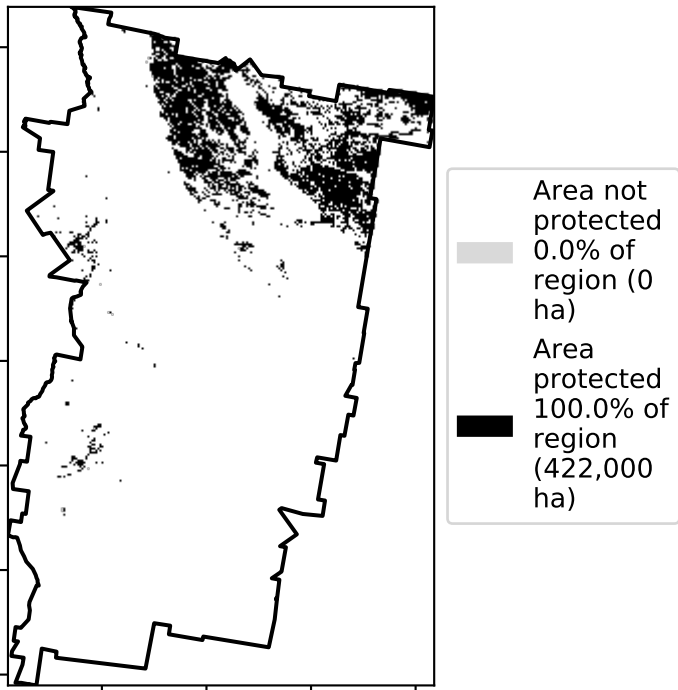 Area not
protected
0.0% of
region (0
ha)
Area
protected
100.0% of
region
(422,000
ha)